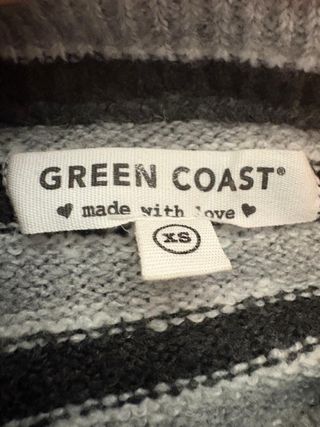 GREEN COAST®
♥ made with love ♥
XS